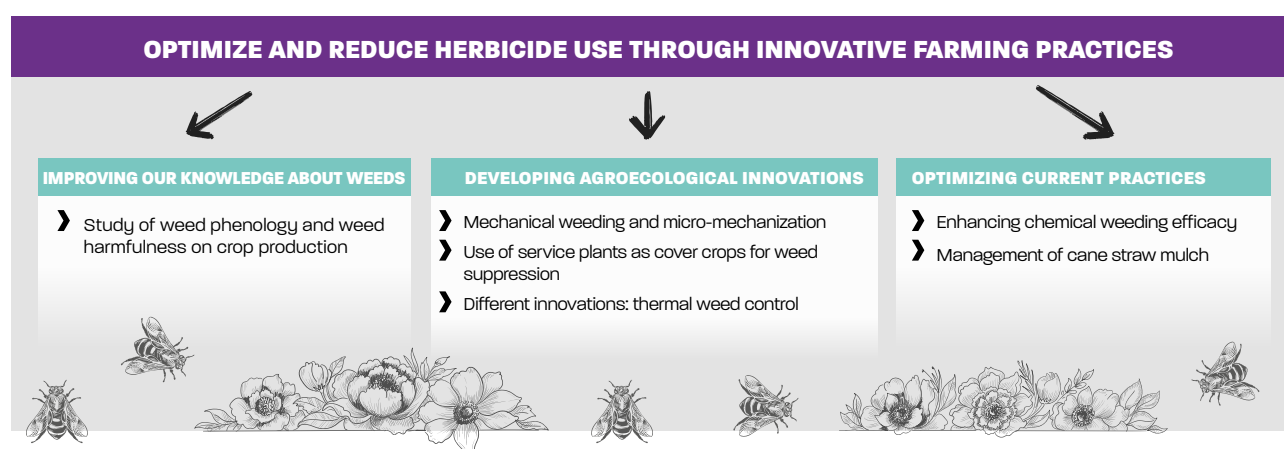 OPTIMIZE AND REDUCE HERBICIDE USE THROUGH INNOVATIVE FARMING PRACTICES
IMPROVING OUR KNOWLEDGE ABOUT WEEDS
Study of weed phenology and weed
harmfulness on crop production
DEVELOPING AGROECOLOGICAL INNOVATIONS
Mechanical weeding and micro-mechanization
Use of service plants as cover crops for weed
suppression
Different innovations: thermal weed control
OPTIMIZING CURRENT PRACTICES
Enhancing chemical weeding efficacy
Management of cane straw mulch